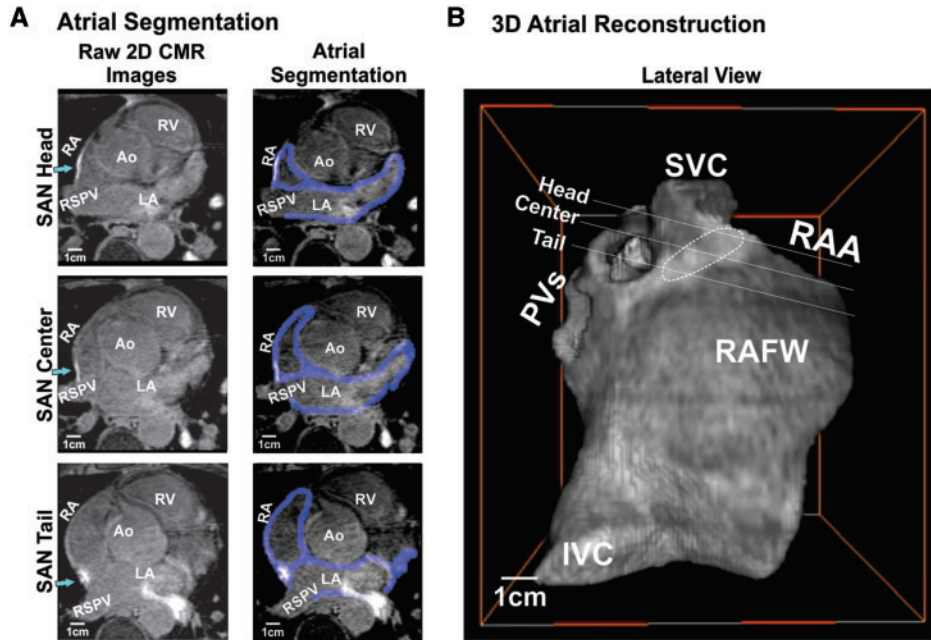 A Atrial Segmentation
Raw 2D CMR
Images
Atrial
Segmentation
SAN Head
RA
RV
Ao
RSPV
LA
1cm
RA
RV
Ao
RSPV
LA
1cm
SAN Center
RA
RV
Ao
RSPV
LA
1cm
RA
RV
Ao
RSPV
LA
1cm
SAN Tail
RA
RV
Ao
LA
RSPV
1cm
RA
RV
Ao
LA
RSPV
1cm
B 3D Atrial Reconstruction
Lateral View
SVC
Head
Center
Tail
RAA
PVs
RAFW
IVC
1cm